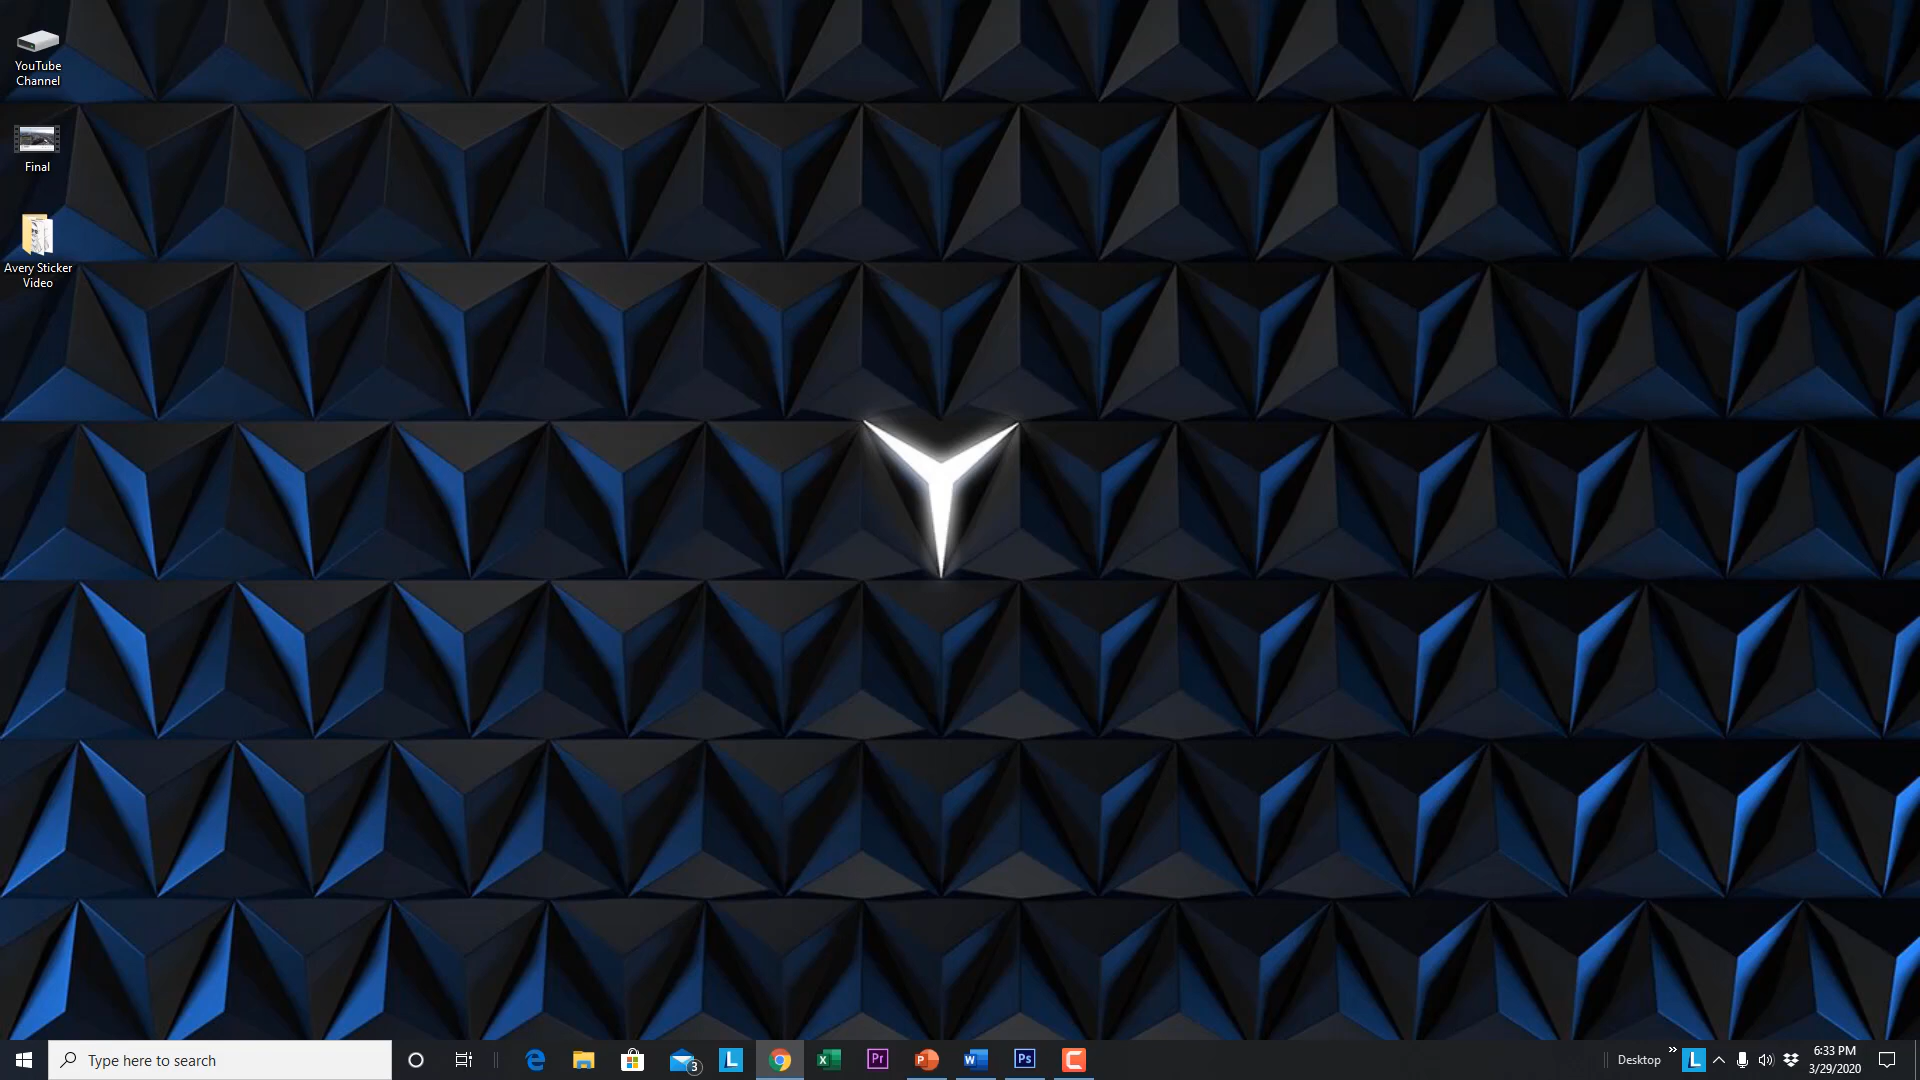 YouTube
Channel
Final
Avery Sticker
Video
Type here to search
3
L
X
Pr
P
W
Ps
C
Desktop
»
L
6:33 PM
3/29/2020